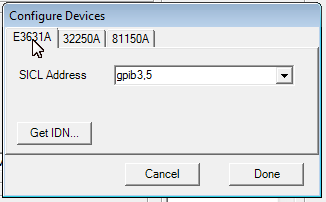 Configure Devices
E3631A 32250A 81150A
SICL Address gpib3,5
Get IDN...
Cancel Done